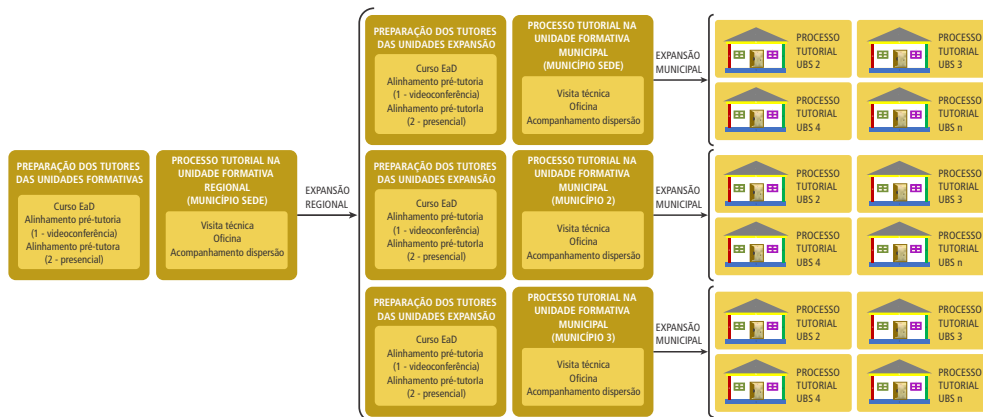 PREPARAÇÃO DOS TUTORES
DAS UNIDADES FORMATIVAS
Curso EaD
Alinhamento pré-tutoria
(1 - videoconferência)
Alinhamento pré-tutora
(2 - presencial)
PROCESSO TUTORIAL NA
UNIDADE FORMATIVA
REGIONAL
(MUNICÍPIO SEDE)
Visita técnica
Oficina
Acompanhamento dispersão
EXPANSÃO
REGIONAL
PREPARAÇÃO DOS TUTORES
DAS UNIDADES EXPANSÃO
Curso EaD
Alinhamento pré-tutoria
(1 - videoconferência)
Alinhamento pré-tutorla
(2 - presencial)
PROCESSO TUTORIAL NA
UNIDADE FORMATIVA
MUNICIPAL
(MUNICÍPIO SEDE)
Visita técnica
Oficina
Acompanhamento dispersão
EXPANSÃO
MUNICIPAL
PROCESSO
TUTORIAL
UBS 2
PROCESSO
TUTORIAL
UBS 3
PROCESSO
TUTORIAL
UBS 4
PROCESSO
TUTORIAL
UBS n
PREPARAÇÃO DOS TUTORES
DAS UNIDADES EXPANSÃO
Curso EaD
Alinhamento pré-tutoria
(1 - videoconferência)
Alinhamento pré-tutoria
(2 - presencial)
PROCESSO TUTORIAL NA
UNIDADE FORMATIVA
MUNICIPAL
(MUNICÍPIO 2)
Visita técnica
Oficina
Acompanhamento dispersão
EXPANSÃO
MUNICIPAL
PROCESSO
TUTORIAL
UBS 2
PROCESSO
TUTORIAL
UBS 3
PROCESSO
TUTORIAL
UBS 4
PROCESSO
TUTORIAL
UBS n
PREPARAÇÃO DOS TUTORES
DAS UNIDADES EXPANSÃO
Curso EaD
Alinhamento pré-tutoria
(1 - videoconferência)
Alinhamento pré-tutoria
(2 - presencial)
PROCESSO TUTORIAL NA
UNIDADE FORMATIVA
MUNICIPAL
(MUNICÍPIO 3)
Visita técnica
Oficina
Acompanhamento dispersão
EXPANSÃO
MUNICIPAL
PROCESSO
TUTORIAL
UBS 2
PROCESSO
TUTORIAL
UBS 3
PROCESSO
TUTORIAL
UBS 4
PROCESSO
TUTORIAL
UBS n